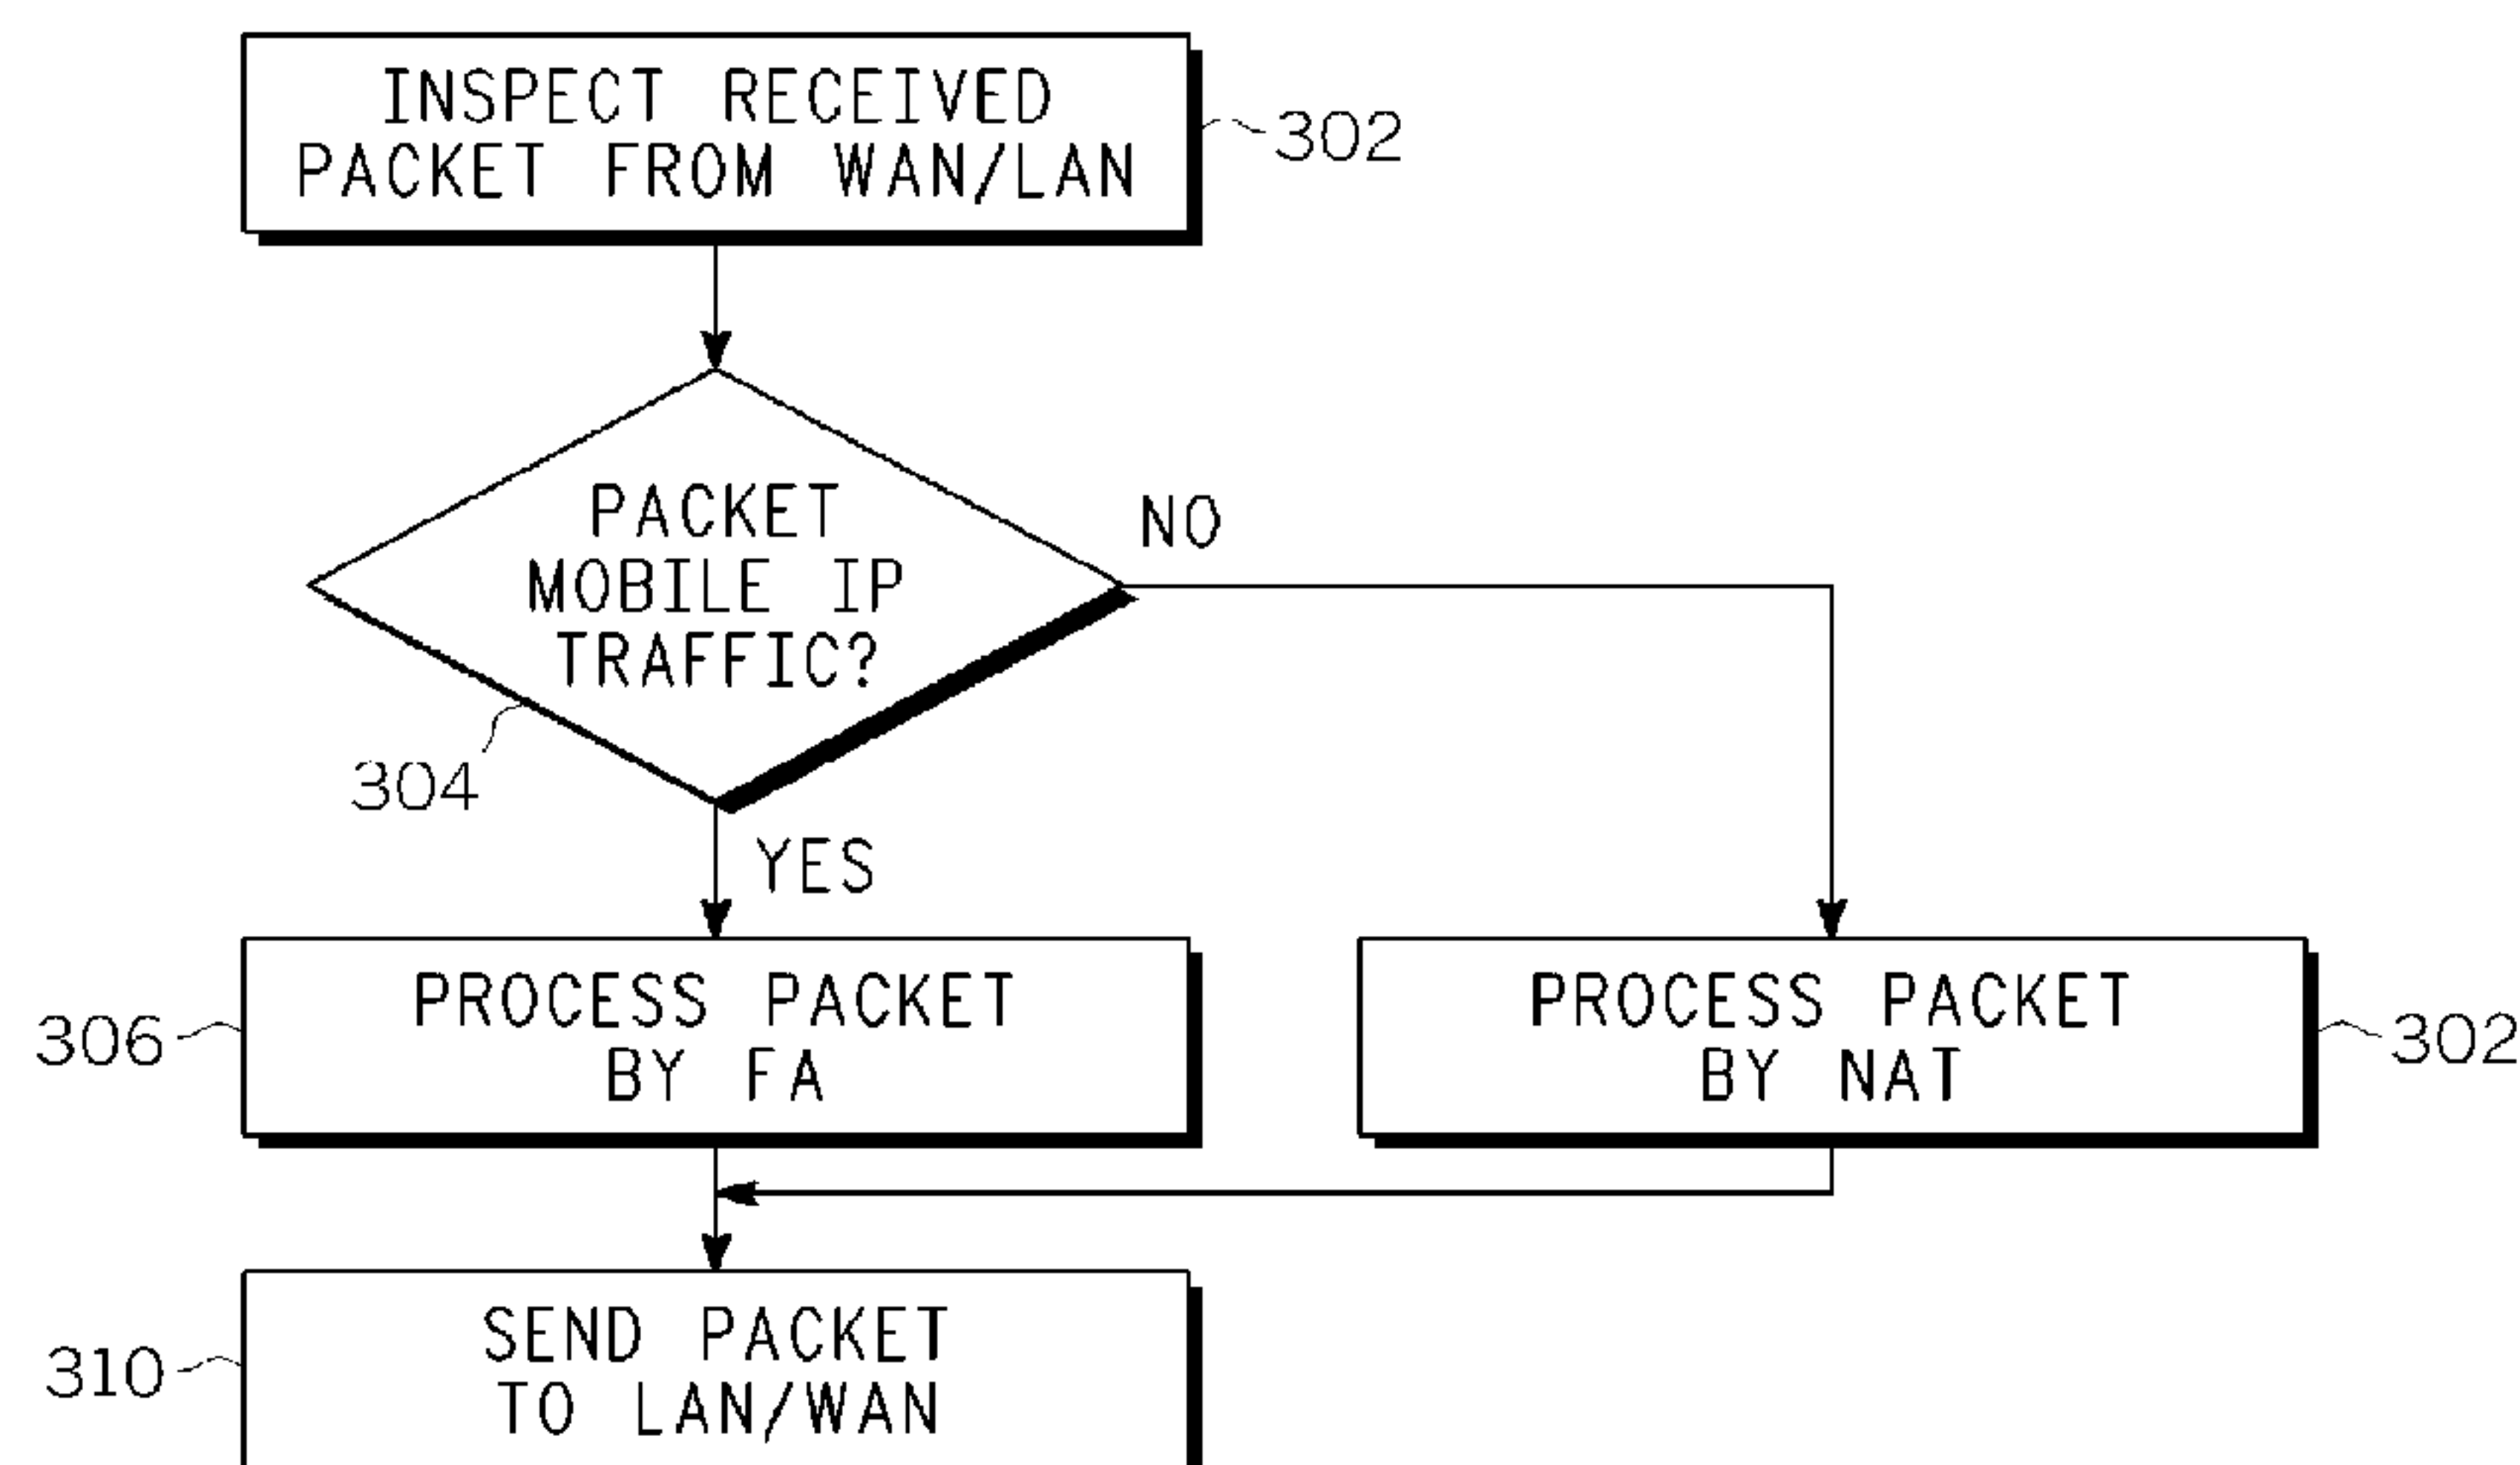 INSPECT RECEIVED
PACKET FROM WAN/LAN
302
PACKET
MOBILE IP
TRAFFIC?
NO
304
YES
PROCESS PACKET
BY FA
306
PROCESS PACKET
BY NAT
302
SEND PACKET
TO LAN/WAN
310